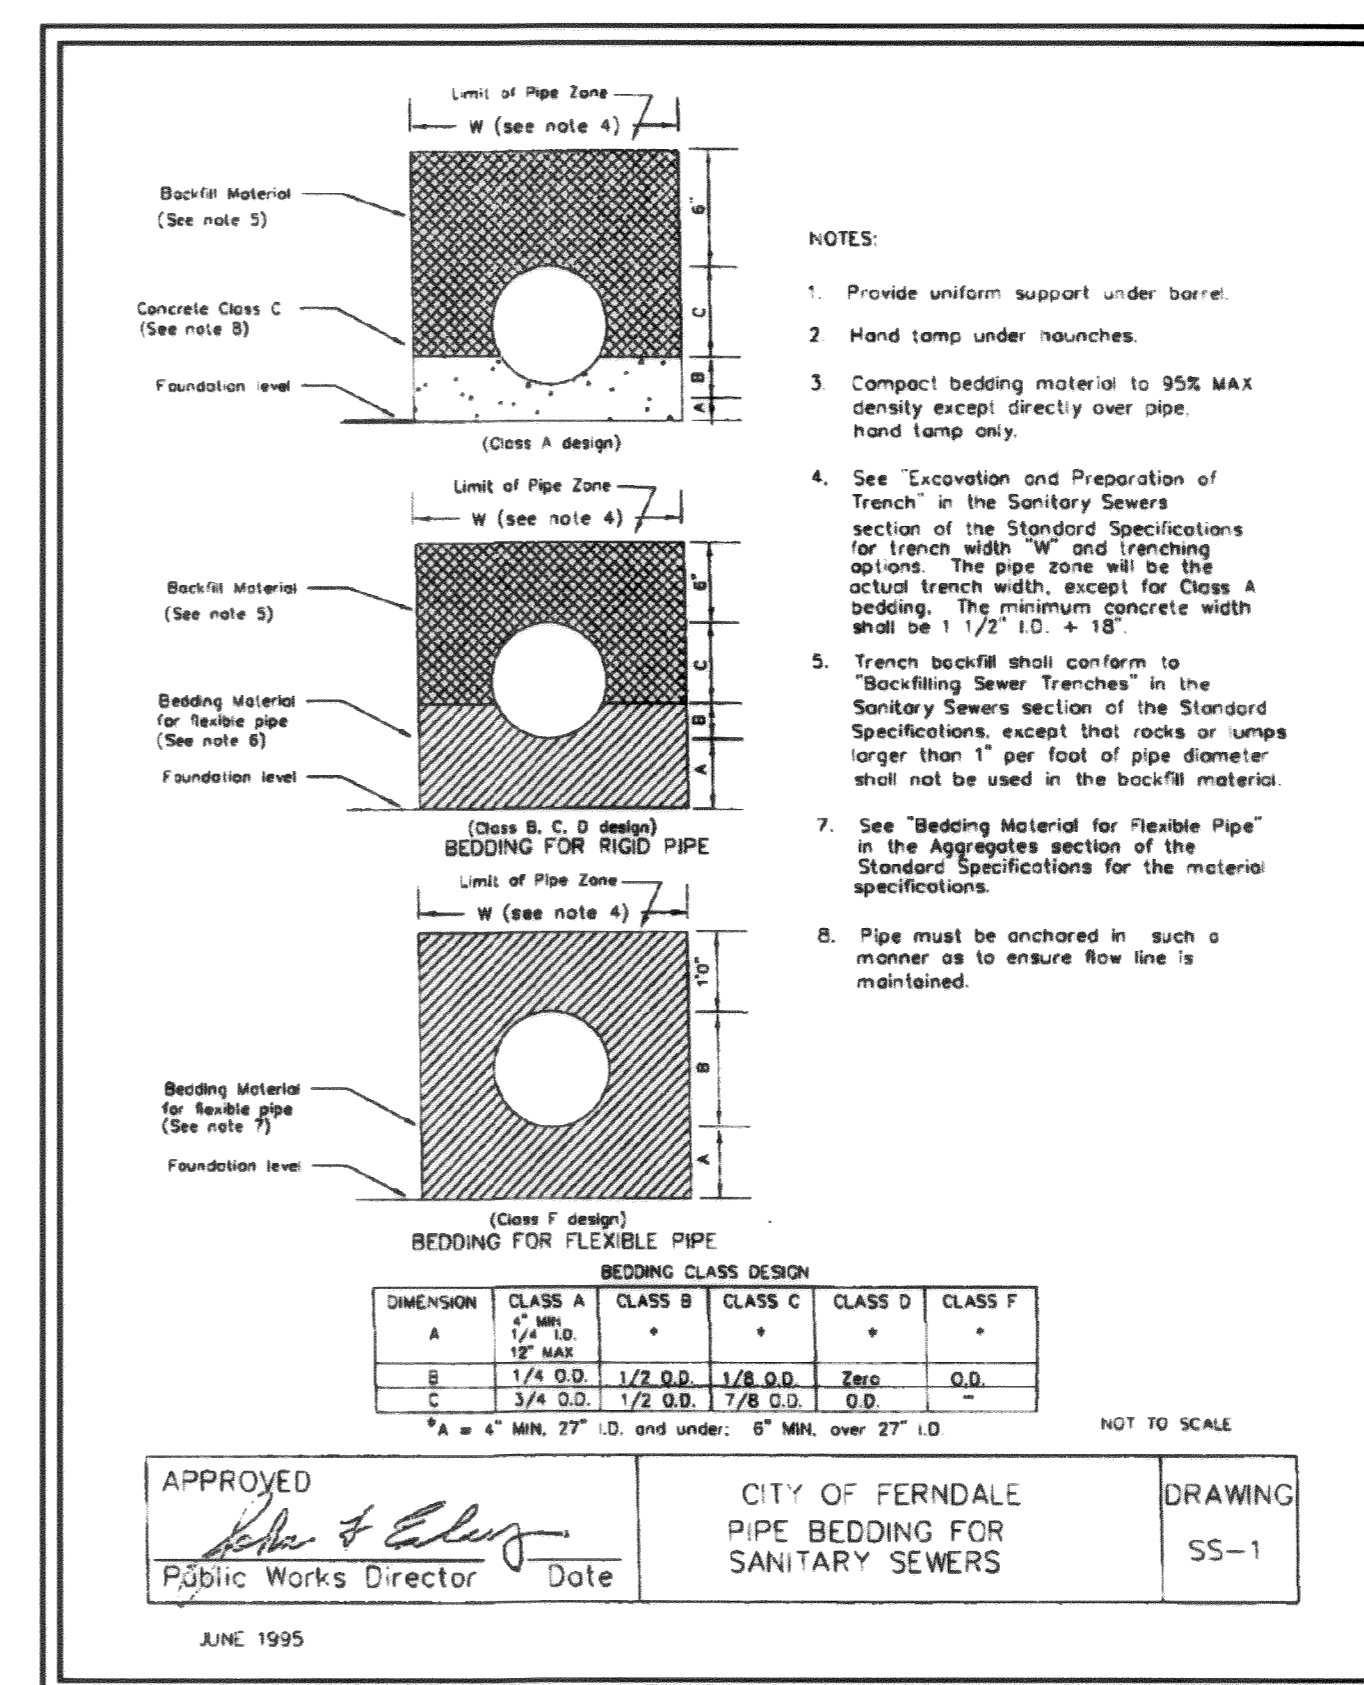 Limit of Pipe Zone
W (see note 4)
Backfill Material
(See note 5)
6"
Concrete Class C
(See note 8)
C
Foundation level
B
A
(Class A design)
Limit of Pipe Zone
W (see note 4)
Backfill Material
(See note 5)
6"
C
Bedding Material
for flexible pipe
(See note 6)
B
Foundation level
A
(Class B, C, D design)
BEDDING FOR RIGID PIPE
Limit of Pipe Zone
W (see note 4)
1'0"
B
Bedding Material
for flexible pipe
(See note 7)
A
Foundation level
(Class F design)
BEDDING FOR FLEXIBLE PIPE
NOTES:
1. Provide uniform support under barrel.
2. Hand tamp under haunches.
3. Compact bedding material to 95% MAX
density except directly over pipe,
hand tamp only.
4. See "Excavation and Preparation of
Trench" in the Sanitary Sewers
section of the Standard Specifications
for trench width "W" and trenching
options. The pipe zone will be the
actual trench width, except for Class A
bedding. The minimum concrete width
shall be 1 1/2" I.D. + 18".
5. Trench backfill shall conform to
"Backfilling Sewer Trenches" in the
Sanitary Sewers section of the Standard
Specifications, except that rocks or lumps
larger than 1" per foot of pipe diameter
shall not be used in the backfill material.
7. See "Bedding Material for Flexible Pipe"
in the Aggregates section of the
Standard Specifications for the material
specifications.
8. Pipe must be anchored in such a
manner as to ensure flow line is
maintained.
BEDDING CLASS DESIGN
DIMENSION CLASS A CLASS B CLASS C CLASS D CLASS F
A 4" MIN 1/4 I.D. 12" MAX * * * *
B 1/4 O.D. 1/2 O.D. 1/8 O.D. Zero O.D.
C 3/4 O.D. 1/2 O.D. 7/8 O.D. O.D. -
*A = 4" MIN, 27" I.D. and under; 6" MIN, over 27" I.D.
NOT TO SCALE
APPROVED
Public Works Director Date
CITY OF FERNDALE
PIPE BEDDING FOR
SANITARY SEWERS
DRAWING
SS-1
JUNE 1995